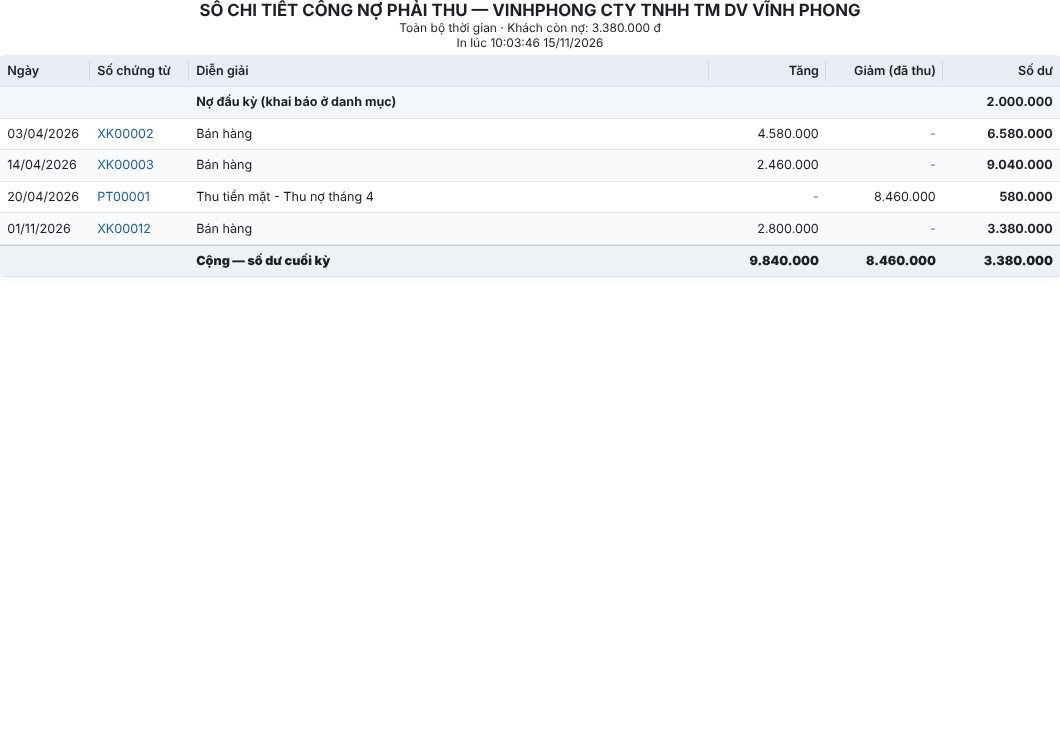 SỔ CHI TIẾT CÔNG NỢ PHẢI THU — VINHPHONG CTY TNHH TM DV VĨNH PHONG
Toàn bộ thời gian · Khách còn nợ: 3.380.000 đ
In lúc 10:03:46 15/11/2026
Ngày Số chứng từ Diễn giải Tăng Giảm (đã thu) Số dư
Nợ đầu kỳ (khai báo ở danh mục) 2.000.000
03/04/2026 XK00002 Bán hàng 4.580.000 - 6.580.000
14/04/2026 XK00003 Bán hàng 2.460.000 - 9.040.000
20/04/2026 PT00001 Thu tiền mặt - Thu nợ tháng 4 - 8.460.000 580.000
01/11/2026 XK00012 Bán hàng 2.800.000 - 3.380.000
Cộng — số dư cuối kỳ 9.840.000 8.460.000 3.380.000